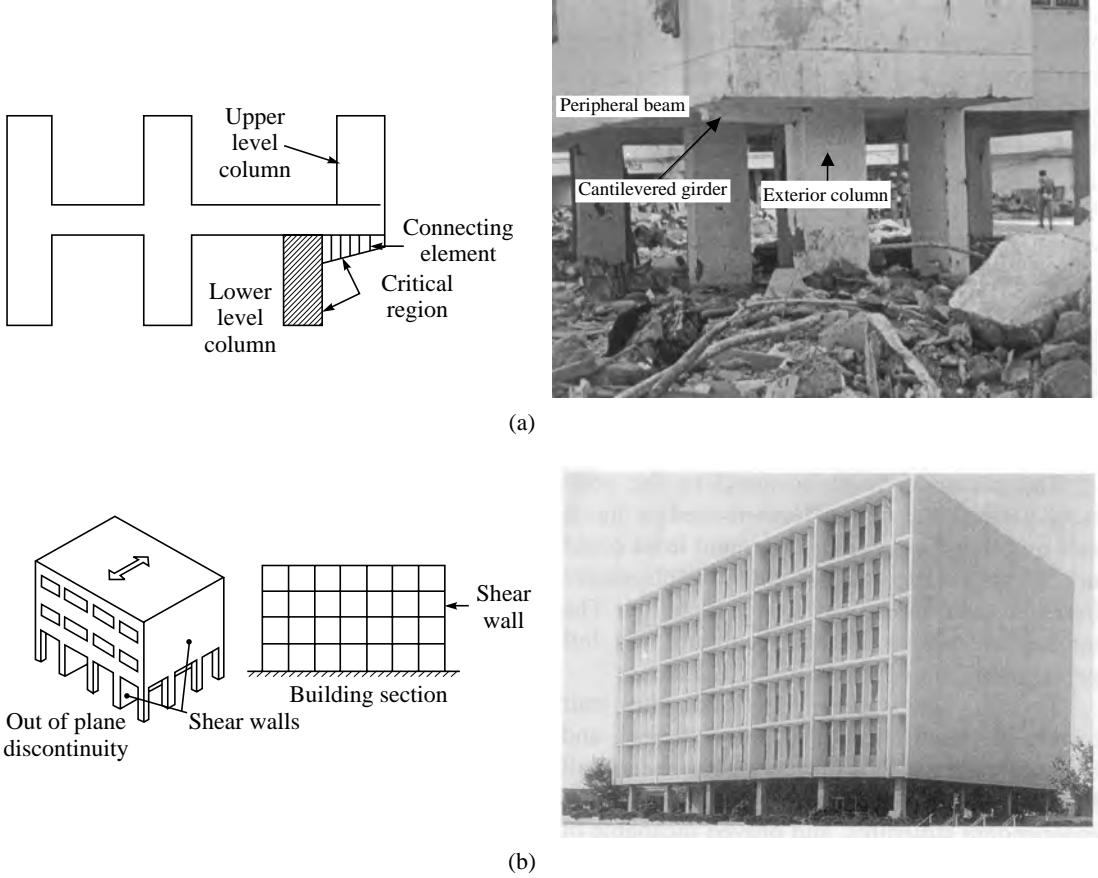 Upper
level
column
Connecting
element
Critical
region
Lower
level
column
Peripheral beam
Cantilevered girder
Exterior column
(a)
Shear
wall
Building section
Out of plane
discontinuity
Shear walls
(b)